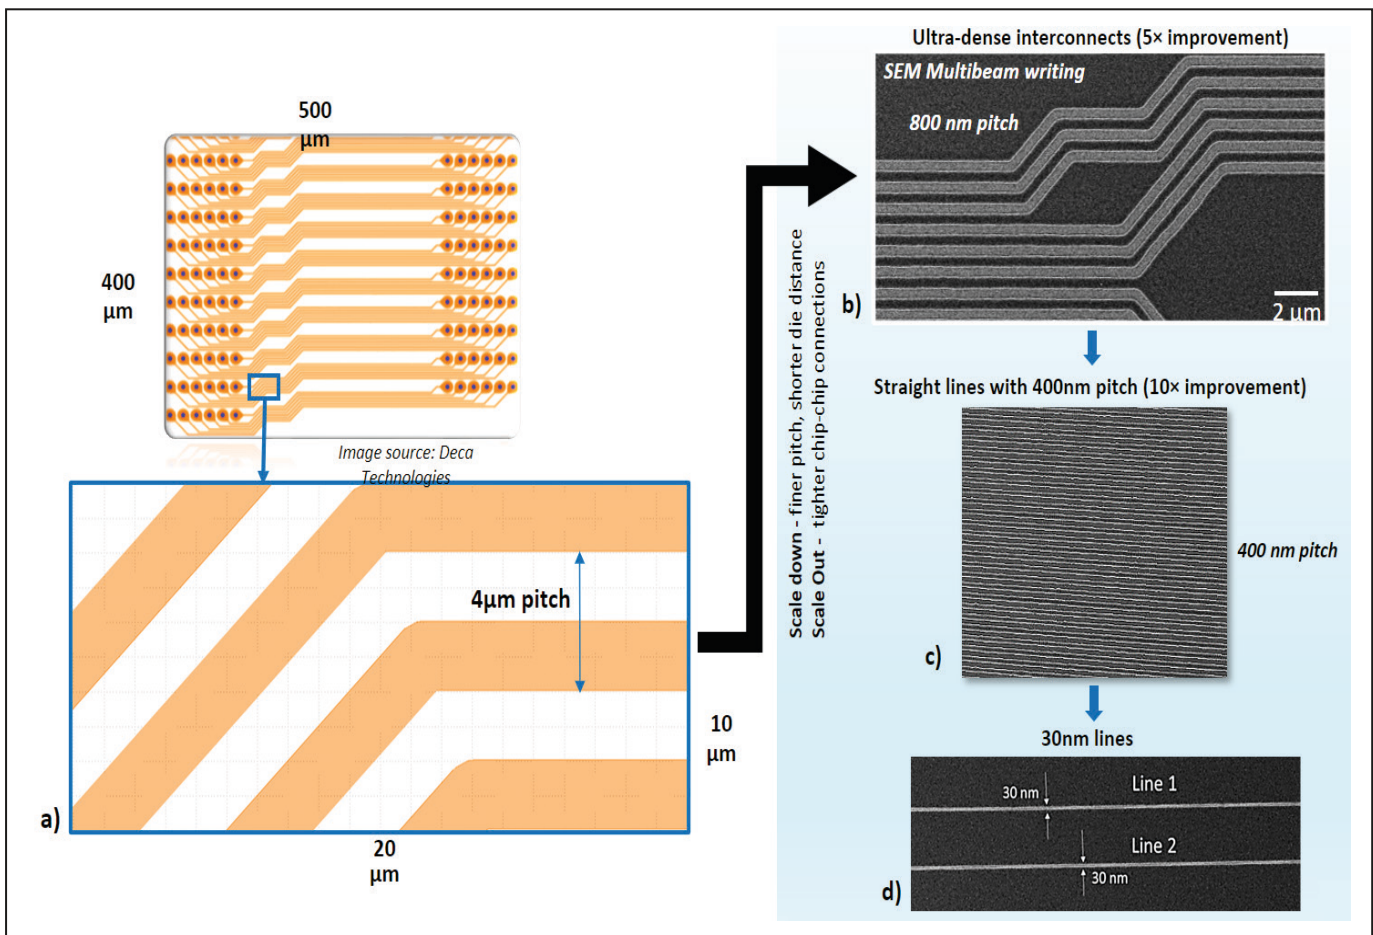 500
µm
400
µm
Image source: Deca
Technologies
4µm pitch
10
µm
a)
20
µm
Scale down - finer pitch, shorter die distance
Scale Out - tighter chip-chip connections
Ultra-dense interconnects (5× improvement)
SEM Multibeam writing
800 nm pitch
2 µm
b)
Straight lines with 400nm pitch (10× improvement)
400 nm pitch
c)
30nm lines
30 nm
Line 1
Line 2
30 nm
d)